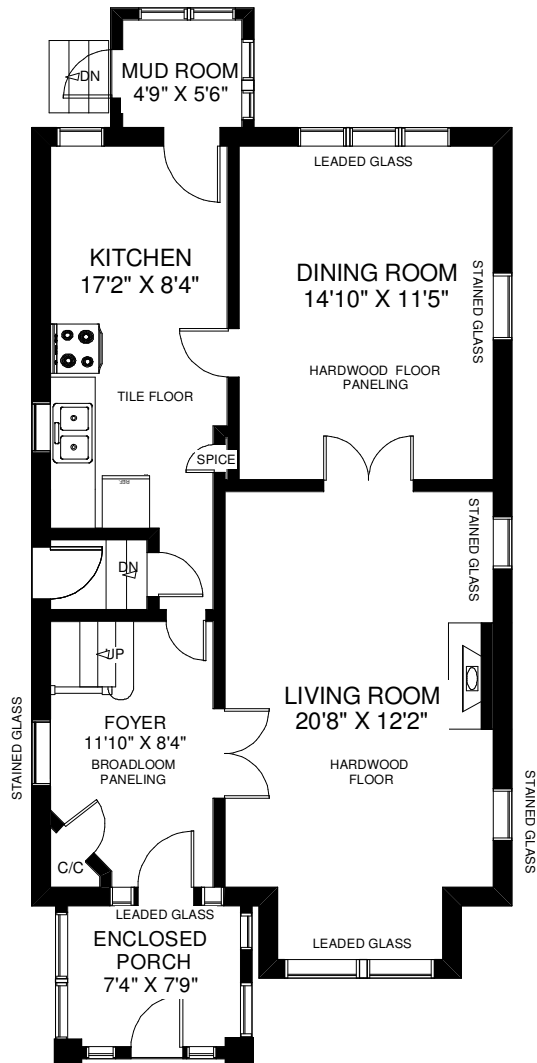 DN
MUD ROOM
4'9" X 5'6"
LEADED GLASS
KITCHEN
17'2" X 8'4"
DINING ROOM
14'10" X 11'5"
STAINED GLASS
HARDWOOD FLOOR
PANELING
TILE FLOOR
SPICE
REF.
STAINED GLASS
DN
UP
LIVING ROOM
20'8" X 12'2"
FOYER
11'10" X 8'4"
BROADLOOM
PANELING
HARDWOOD
FLOOR
STAINED GLASS
STAINED GLASS
C/C
LEADED GLASS
ENCLOSED
PORCH
7'4" X 7'9"
LEADED GLASS